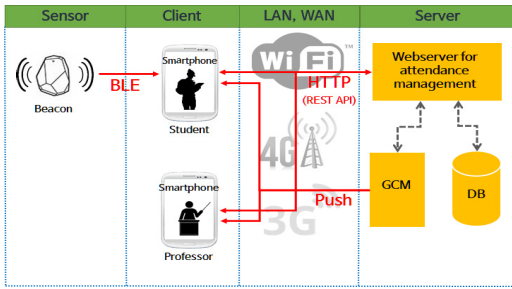 Sensor
Client
LAN, WAN
Server
Smartphone
Wi Fi™
Webserver for
attendance
management
BLE
HTTP
(REST API)
Beacon
Student
4G
Smartphone
GCM
DB
Push
3G
Professor